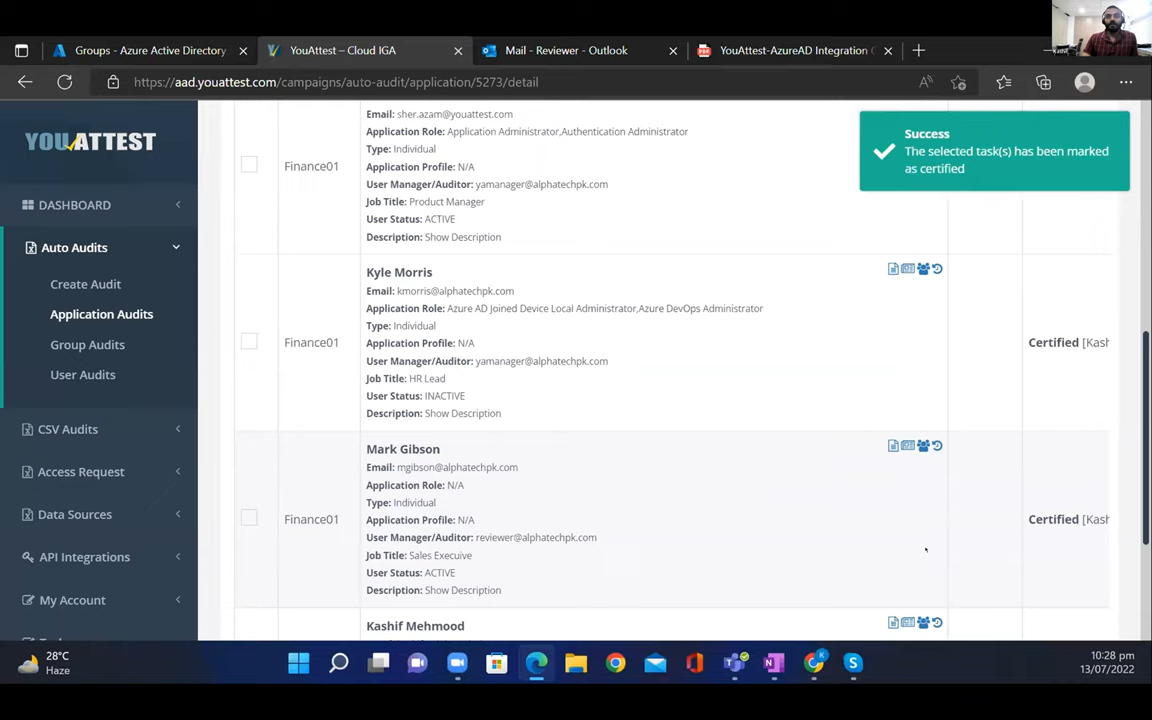 Groups - Azure Active Directory
YouAttest – Cloud IGA
Mail - Reviewer - Outlook
YouAttest-AzureAD Integration
https://aad.youattest.com/campaigns/auto-audit/application/5273/detail
YOUATTEST
DASHBOARD
Auto Audits
Create Audit
Application Audits
Group Audits
User Audits
CSV Audits
Access Request
Data Sources
API Integrations
My Account
Success
The selected task(s) has been marked
as certified
Finance01
Email: sher.azam@youattest.com
Application Role: Application Administrator,Authentication Administrator
Type: Individual
Application Profile: N/A
User Manager/Auditor: yamanager@alphatechpk.com
Job Title: Product Manager
User Status: ACTIVE
Description: Show Description
Finance01
Kyle Morris
Email: kmorris@alphatechpk.com
Application Role: Azure AD Joined Device Local Administrator,Azure DevOps Administrator
Type: Individual
Application Profile: N/A
User Manager/Auditor: yamanager@alphatechpk.com
Job Title: HR Lead
User Status: INACTIVE
Description: Show Description
Certified [Kash
Finance01
Mark Gibson
Email: mgibson@alphatechpk.com
Application Role: N/A
Type: Individual
Application Profile: N/A
User Manager/Auditor: reviewer@alphatechpk.com
Job Title: Sales Execuive
User Status: ACTIVE
Description: Show Description
Certified [Kash
Kashif Mehmood
28°C
Haze
10:28 pm
13/07/2022